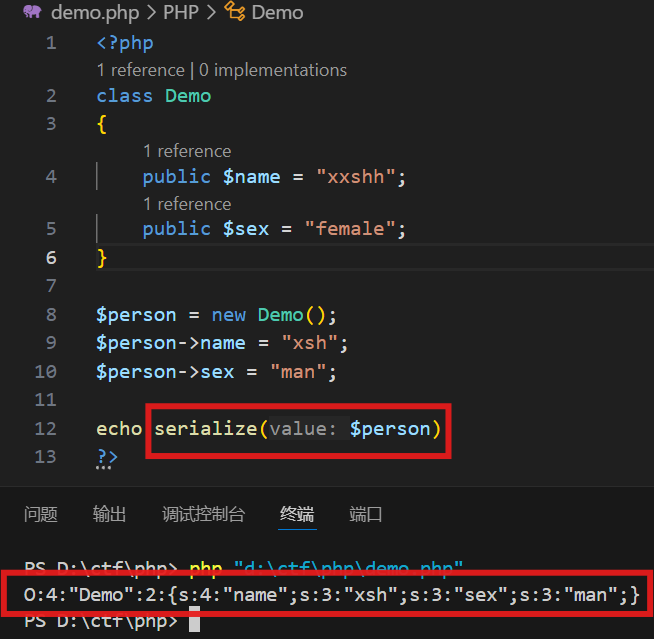 demo.php > PHP > Demo
1 <?php
1 reference | 0 implementations
2 class Demo
3 {
1 reference
4 public $name = "xxshh";
1 reference
5 public $sex = "female";
6 }
7
8 $person = new Demo();
9 $person->name = "xsh";
10 $person->sex = "man";
11
12 echo serialize(value: $person)
13 ?>
问题 输出 调试控制台 终端 端口
PS D:\ctf\php> php "d:\ctf\php\demo.php"
O:4:"Demo":2:{s:4:"name";s:3:"xsh";s:3:"sex";s:3:"man";}
PS D:\ctf\php>